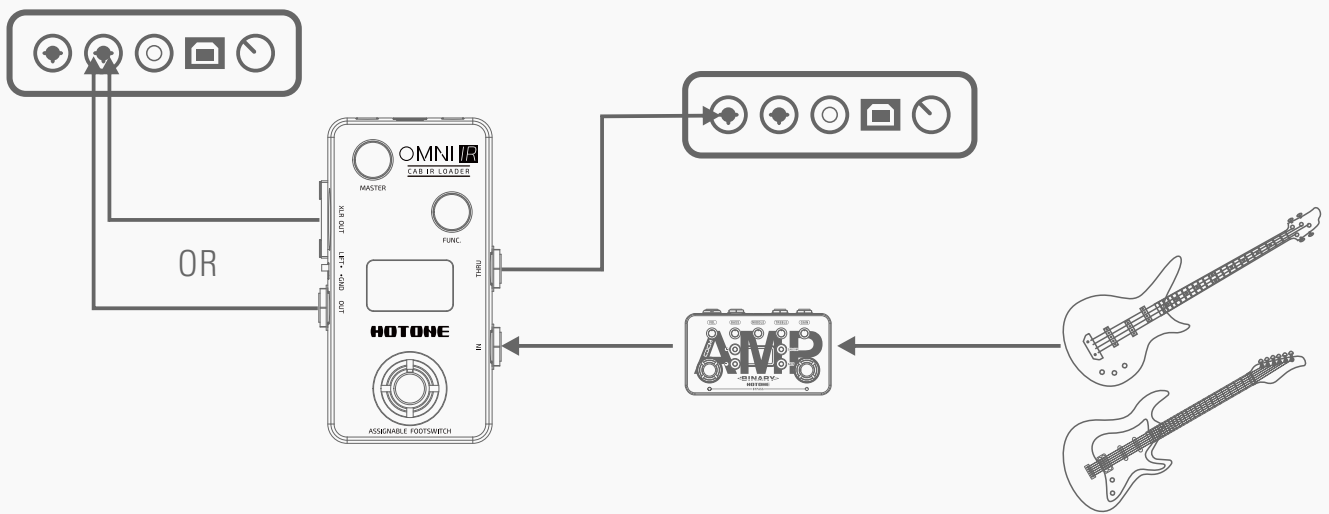 OMNI IR
CAB IR LOADER
MASTER
FUNC.
XLR OUT
LIFT • •GND
OUT
THRU
IN
HOTONE
ASSIGNABLE FOOTSWITCH
OR
AMP
BINARY
HOTONE